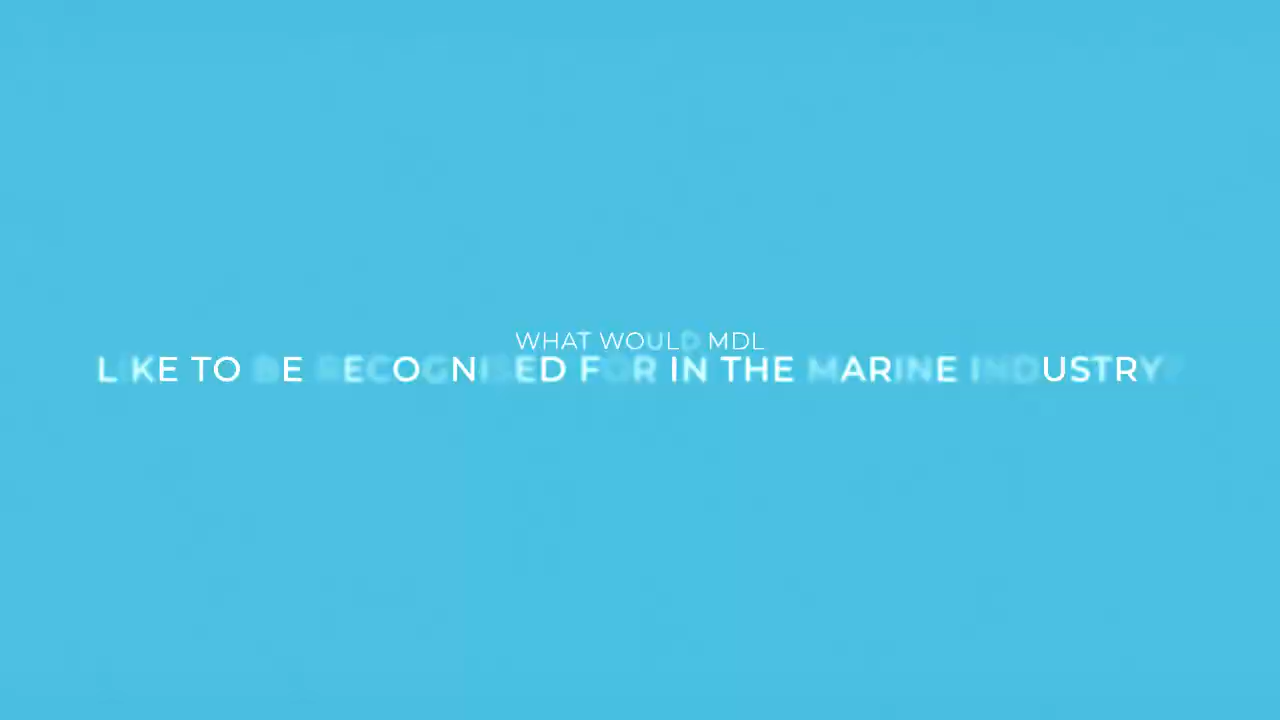 WHAT WOULD MDL
LIKE TO BE RECOGNISED FOR IN THE MARINE INDUSTRY?